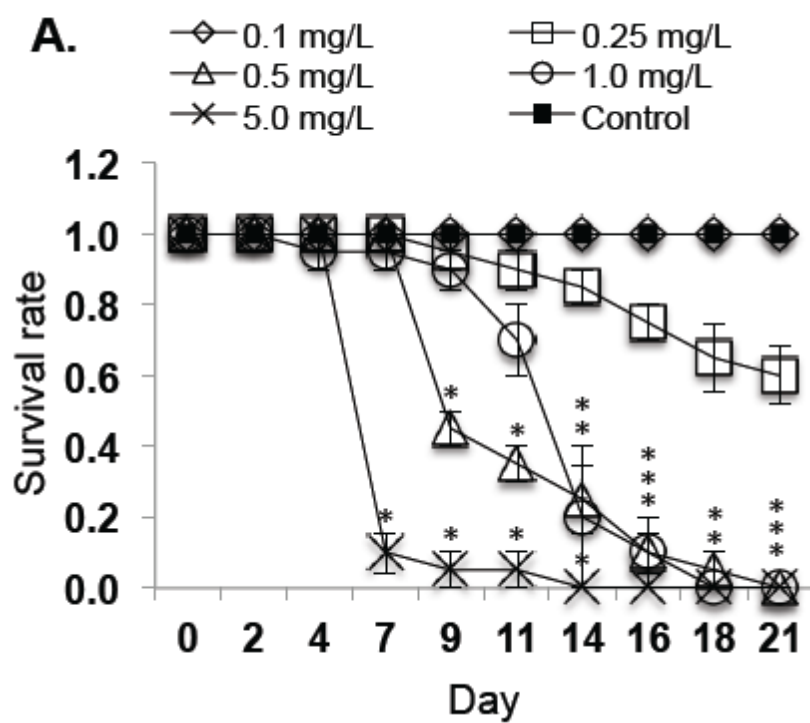 A.
0.1 mg/L 0.25 mg/L
0.5 mg/L 1.0 mg/L
5.0 mg/L Control
1.2
1.0
0.8
0.6
0.4
0.2
0.0
Survival rate
* * * *
* * * *
* * *
* * *
* * *
*
0 2 4 7 9 11 14 16 18 21
Day